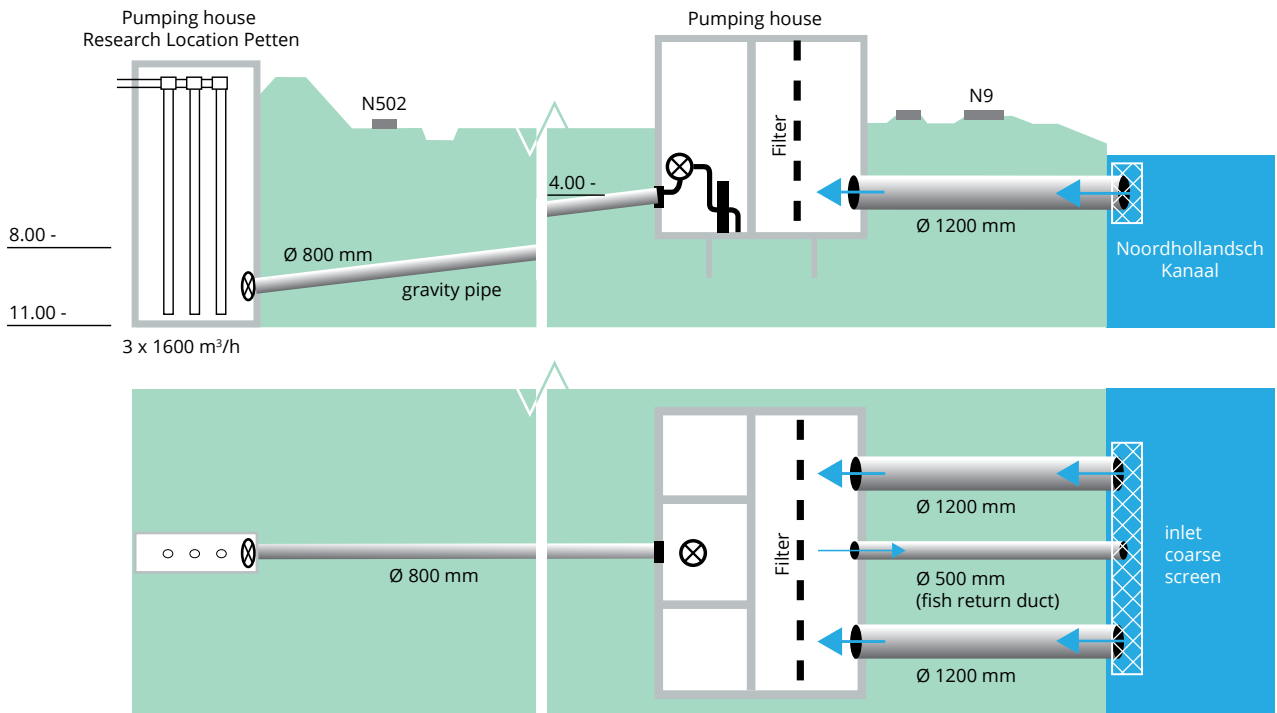 Pumping house
Research Location Petten
Pumping house
N502
N9
Filter
4.00 -
8.00 -
Ø 800 mm
gravity pipe
Ø 1200 mm
Noordhollandsch
Kanaal
11.00 -
3 x 1600 m³/h
Ø 1200 mm
Filter
inlet
coarse
screen
Ø 800 mm
Ø 500 mm
(fish return duct)
Ø 1200 mm